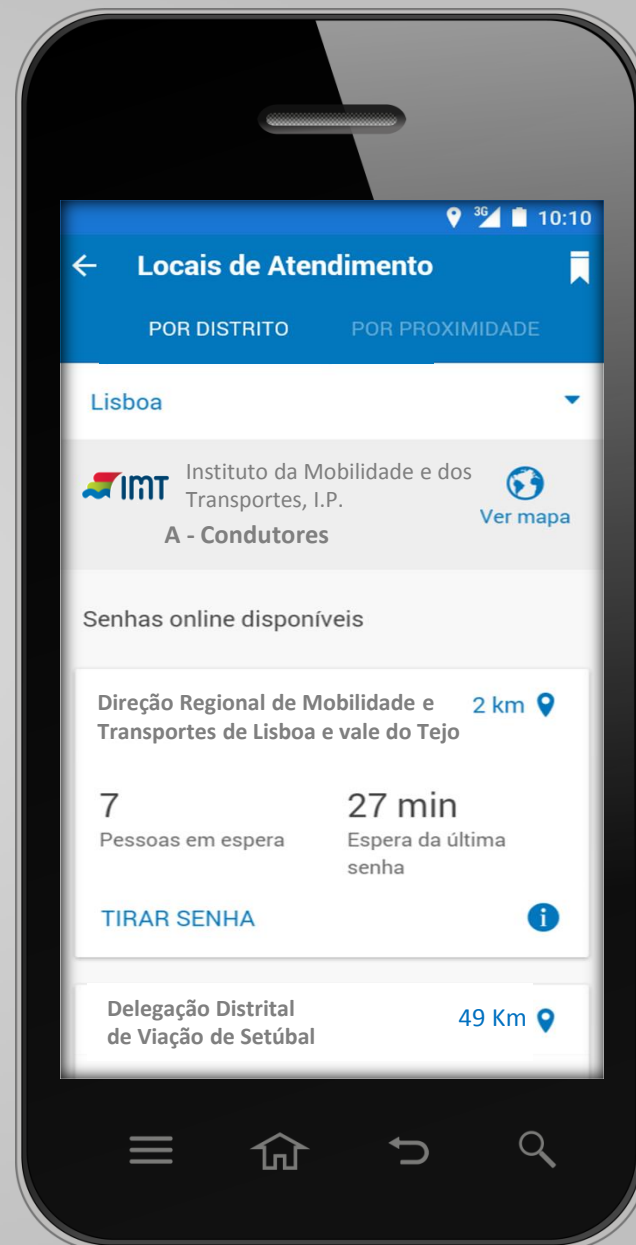 3G 10:10
Locais de Atendimento
POR DISTRITO POR PROXIMIDADE
Lisboa
IMT Instituto da Mobilidade e dos
Transportes, I.P.
Ver mapa
A - Condutores
Senhas online disponíveis
Direção Regional de Mobilidade e 2 km
Transportes de Lisboa e vale do Tejo
7 27 min
Pessoas em espera Espera da última
senha
TIRAR SENHA i
Delegação Distrital 49 Km
de Viação de Setúbal